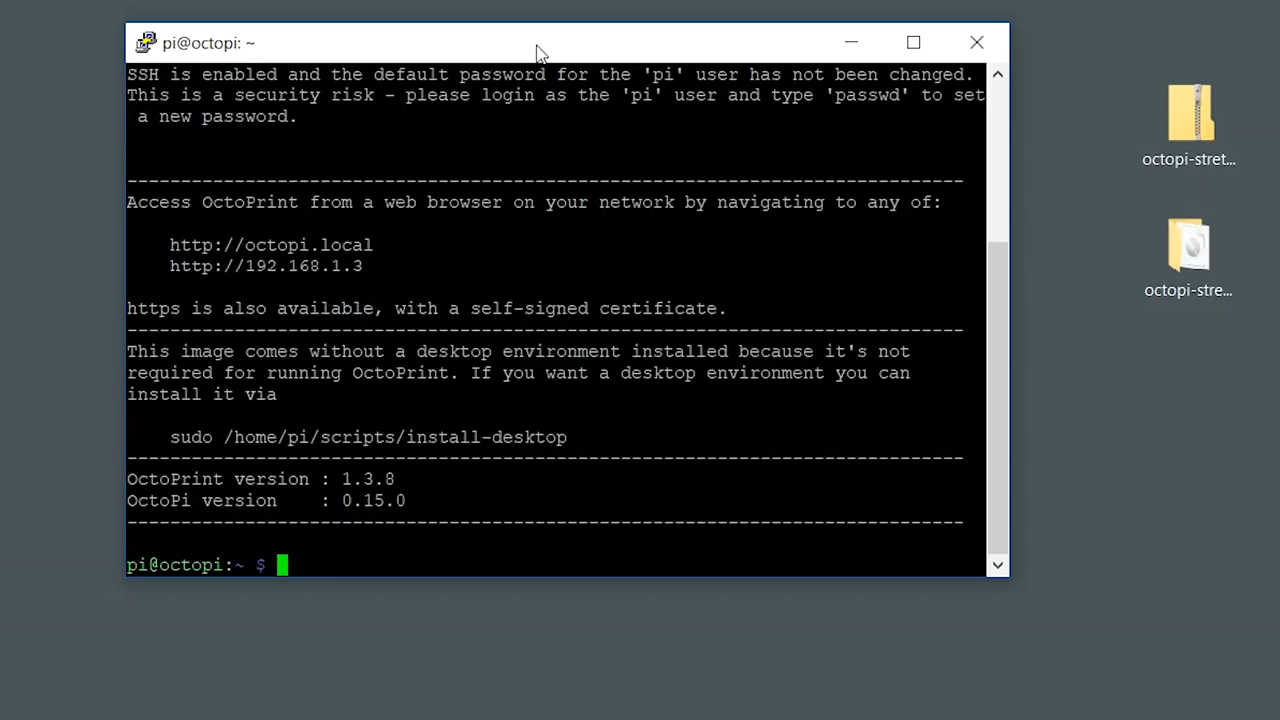 pi@octopi: ~
SSH is enabled and the default password for the 'pi' user has not been changed.
This is a security risk - please login as the 'pi' user and type 'passwd' to set
 a new password.
--------------------------------------------------------------------------------
Access OctoPrint from a web browser on your network by navigating to any of:
http://octopi.local
http://192.168.1.3
https is also available, with a self-signed certificate.
--------------------------------------------------------------------------------
This image comes without a desktop environment installed because it's not
required for running OctoPrint. If you want a desktop environment you can
install it via
sudo /home/pi/scripts/install-desktop
--------------------------------------------------------------------------------
OctoPrint version : 1.3.8
OctoPi version    : 0.15.0
--------------------------------------------------------------------------------
pi@octopi:~ $
octopi-stret...
octopi-stre...